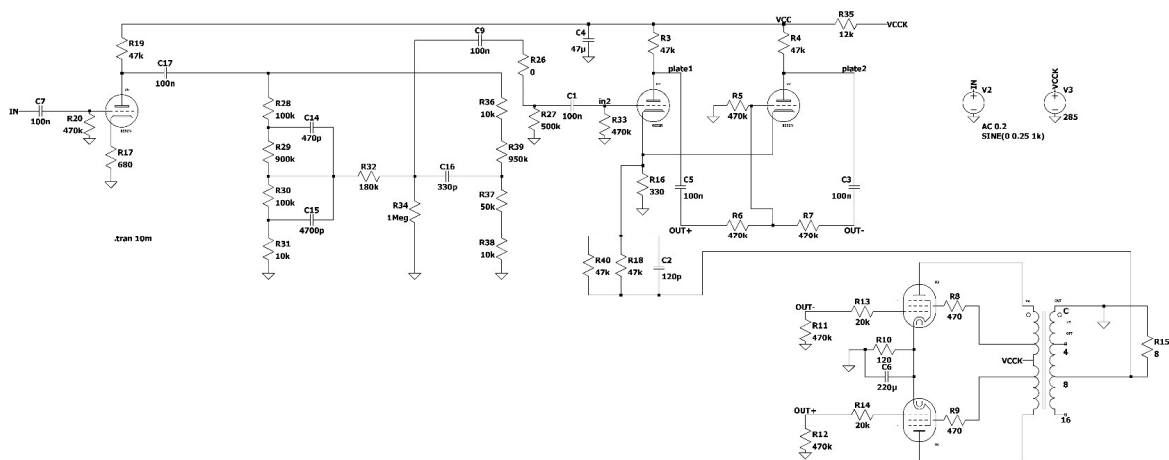 R19
47k
C17
100n
IN
C7
100n
R20
470k
R17
680
.tran 10m
R28
100k
C14
470p
R29
900k
R30
100k
C15
4700p
R31
10k
R32
180k
R34
1Meg
C16
330p
R36
10k
R39
950k
R37
50k
R38
10k
C9
100n
R26
0
R27
500k
C1
100n
in2
R33
470k
C4
47µ
R3
47k
plate1
VCC
R4
47k
plate2
R35
12k
VCCK
R5
470k
R16
330
C5
100n
C3
100n
OUT+
R6
470k
R7
470k
OUT-
R40
47k
R18
47k
C2
120p
IN
V2
AC 0.2
SINE(0 0.25 1k)
VCCK
V3
285
OUT-
R13
20k
R11
470k
R8
470
R10
120
C6
220µ
OUT+
R14
20k
R12
470k
R9
470
VCCK
OUT
C
4
8
16
R15
8